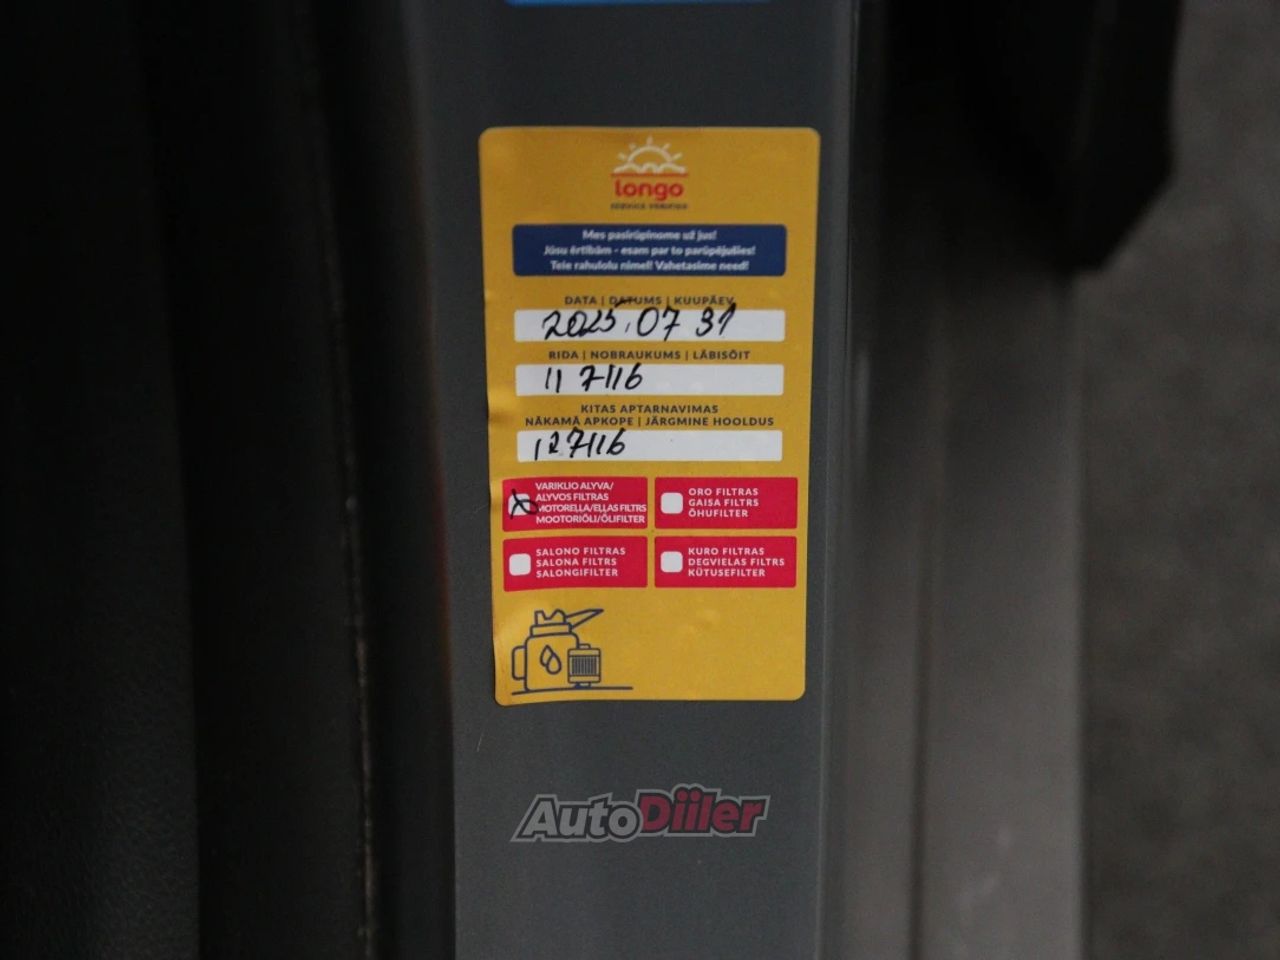 longo
SERVICE VERIFIED
Mes pasirūpinome už jus!
Jūsu ērtībām - esam par to parūpējušies!
Teie rahulolu nimel! Vahetasime need!
DATA | DATUMS | KUUPÄEV
2025.07 31
RIDA | NOBRAUKUMS | LÄBISÕIT
117116
KITAS APTARNAVIMAS
NĀKAMĀ APKOPE | JÄRGMINE HOOLDUS
127116
VARIKLIO ALYVA/
ALYVOS FILTRAS
MOTOREĻĻA/EĻĻAS FILTRS
MOOTORIÕLI/ÕLIFILTER
ORO FILTRAS
GAISA FILTRS
ÕHUFILTER
SALONO FILTRAS
SALONA FILTRS
SALONGIFILTER
KURO FILTRAS
DEGVIELAS FILTRS
KÜTUSEFILTER
AutoDiiler